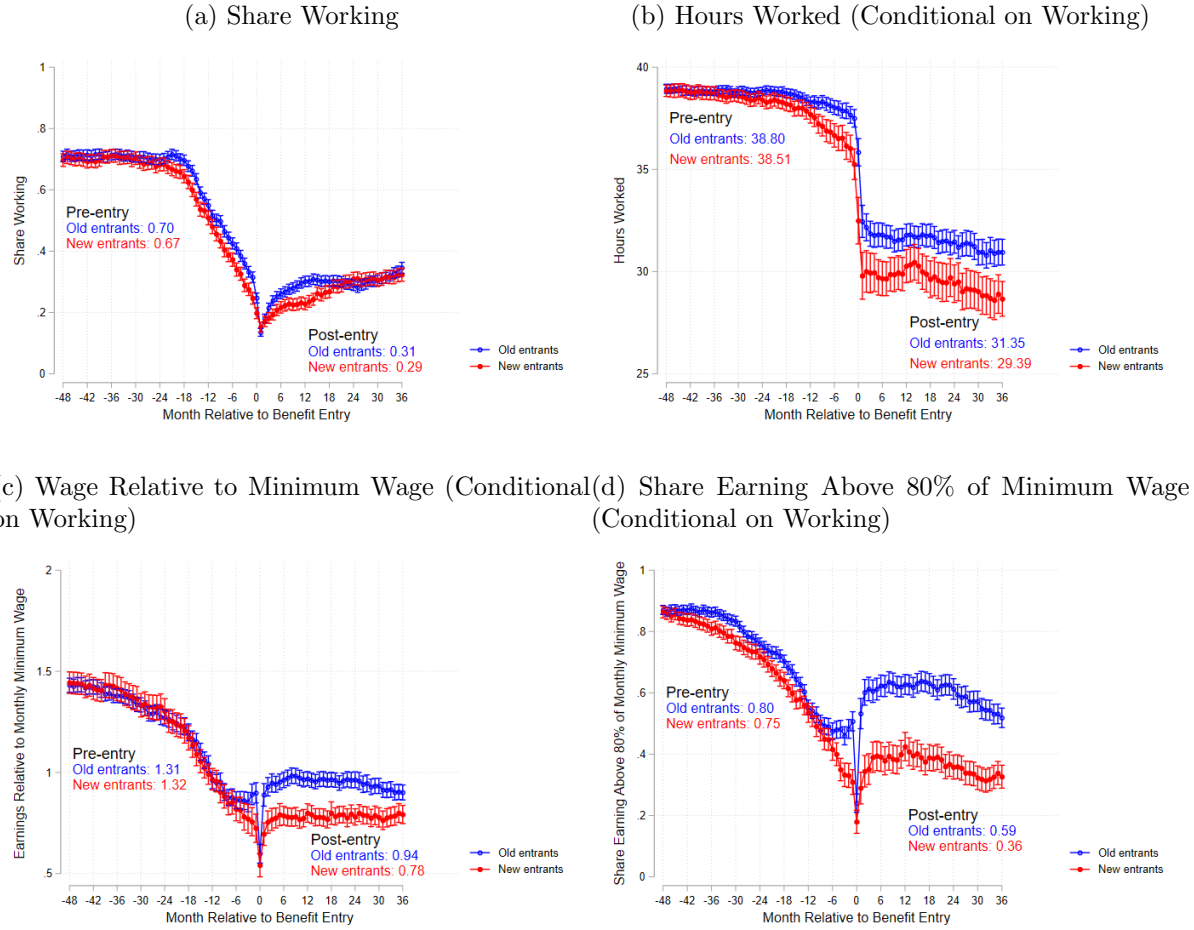 (a) Share Working
1
.8
.6
.4
.2
0
Share Working
Pre-entry
Old entrants: 0.70
New entrants: 0.67
Post-entry
Old entrants: 0.31
New entrants: 0.29
Old entrants
New entrants
-48 -42 -36 -30 -24 -18 -12 -6 0 6 12 18 24 30 36
Month Relative to Benefit Entry
(b) Hours Worked (Conditional on Working)
40
35
30
25
Hours Worked
Pre-entry
Old entrants: 38.80
New entrants: 38.51
Post-entry
Old entrants: 31.35
New entrants: 29.39
Old entrants
New entrants
-48 -42 -36 -30 -24 -18 -12 -6 0 6 12 18 24 30 36
Month Relative to Benefit Entry
c) Wage Relative to Minimum Wage (Conditional
on Working)
2
1.5
1
.5
Earnings Relative to Monthly Minimum Wage
Pre-entry
Old entrants: 1.31
New entrants: 1.32
Post-entry
Old entrants: 0.94
New entrants: 0.78
Old entrants
New entrants
-48 -42 -36 -30 -24 -18 -12 -6 0 6 12 18 24 30 36
Month Relative to Benefit Entry
(d) Share Earning Above 80% of Minimum Wage
(Conditional on Working)
1
.8
.6
.4
.2
0
Share Earning Above 80% of Monthly Minimum Wage
Pre-entry
Old entrants: 0.80
New entrants: 0.75
Post-entry
Old entrants: 0.59
New entrants: 0.36
Old entrants
New entrants
-48 -42 -36 -30 -24 -18 -12 -6 0 6 12 18 24 30 36
Month Relative to Benefit Entry